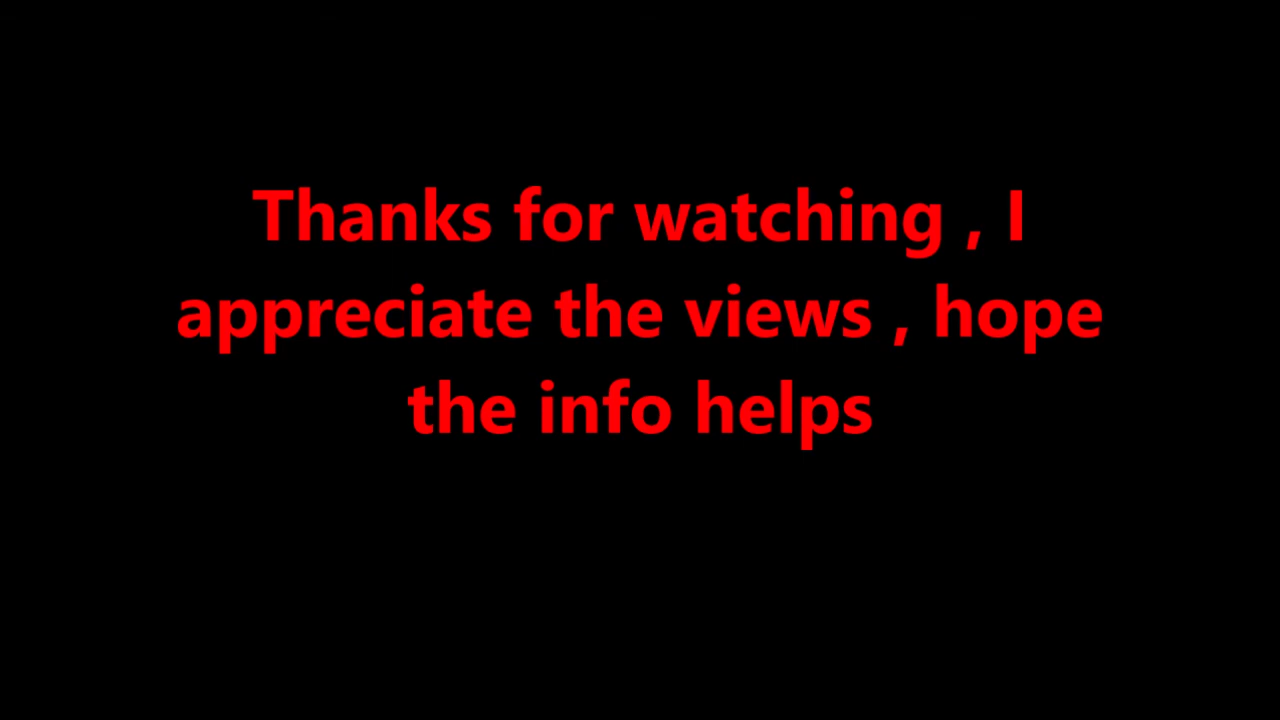 Thanks for watching , I
appreciate the views , hope
the info helps